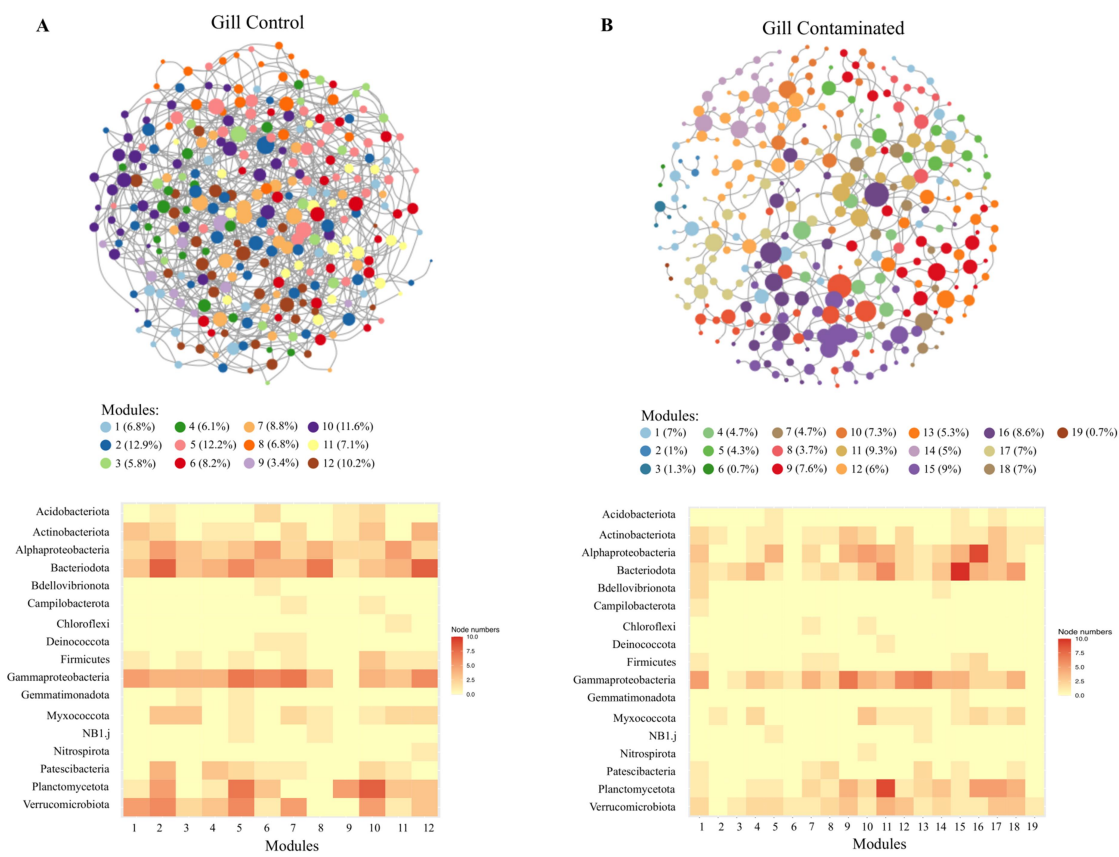 A
Gill Control
Modules:
1 (6.8%) 4 (6.1%) 7 (8.8%) 10 (11.6%)
2 (12.9%) 5 (12.2%) 8 (6.8%) 11 (7.1%)
3 (5.8%) 6 (8.2%) 9 (3.4%) 12 (10.2%)
Acidobacteriota
Actinobacteriota
Alphaproteobacteria
Bacteriodota
Bdellovibrionota
Campilobacterota
Chloroflexi
Deinococcota
Firmicutes
Gammaproteobacteria
Gemmatimonadota
Myxococcota
NB1.j
Nitrospirota
Patescibacteria
Planctomycetota
Verrucomicrobiota
1 2 3 4 5 6 7 8 9 10 11 12
Modules
Node numbers
10.0
5.0
0.0
B
Gill Contaminated
1 (7%) 4 (4.7%) 7 (4.7%) 10 (7.3%) 13 (5.3%) 16 (8.6%) 19 (0.7%)
2 (1%) 5 (4.3%) 8 (3.7%) 11 (9.3%) 14 (5%) 17 (7%)
3 (1.3%) 6 (0.7%) 9 (7.6%) 12 (6%) 15 (9%) 18 (7%)
Modules:
Acidobacteriota
Actinobacteriota
Alphaproteobacteria
Bacteriodota
Bdellovibrionota
Campilobacterota
Chloroflexi
Deinococcota
Firmicutes
Gammaproteobacteria
Gemmatimonadota
Myxococcota
NB1.j
Nitrospirota
Patescibacteria
Planctomycetota
Verrucomicrobiota
1 2 3 4 5 6 7 8 9 10 11 12 13 14 15 16 17 18 19
Modules
Node numbers
10.0
5.0
0.0